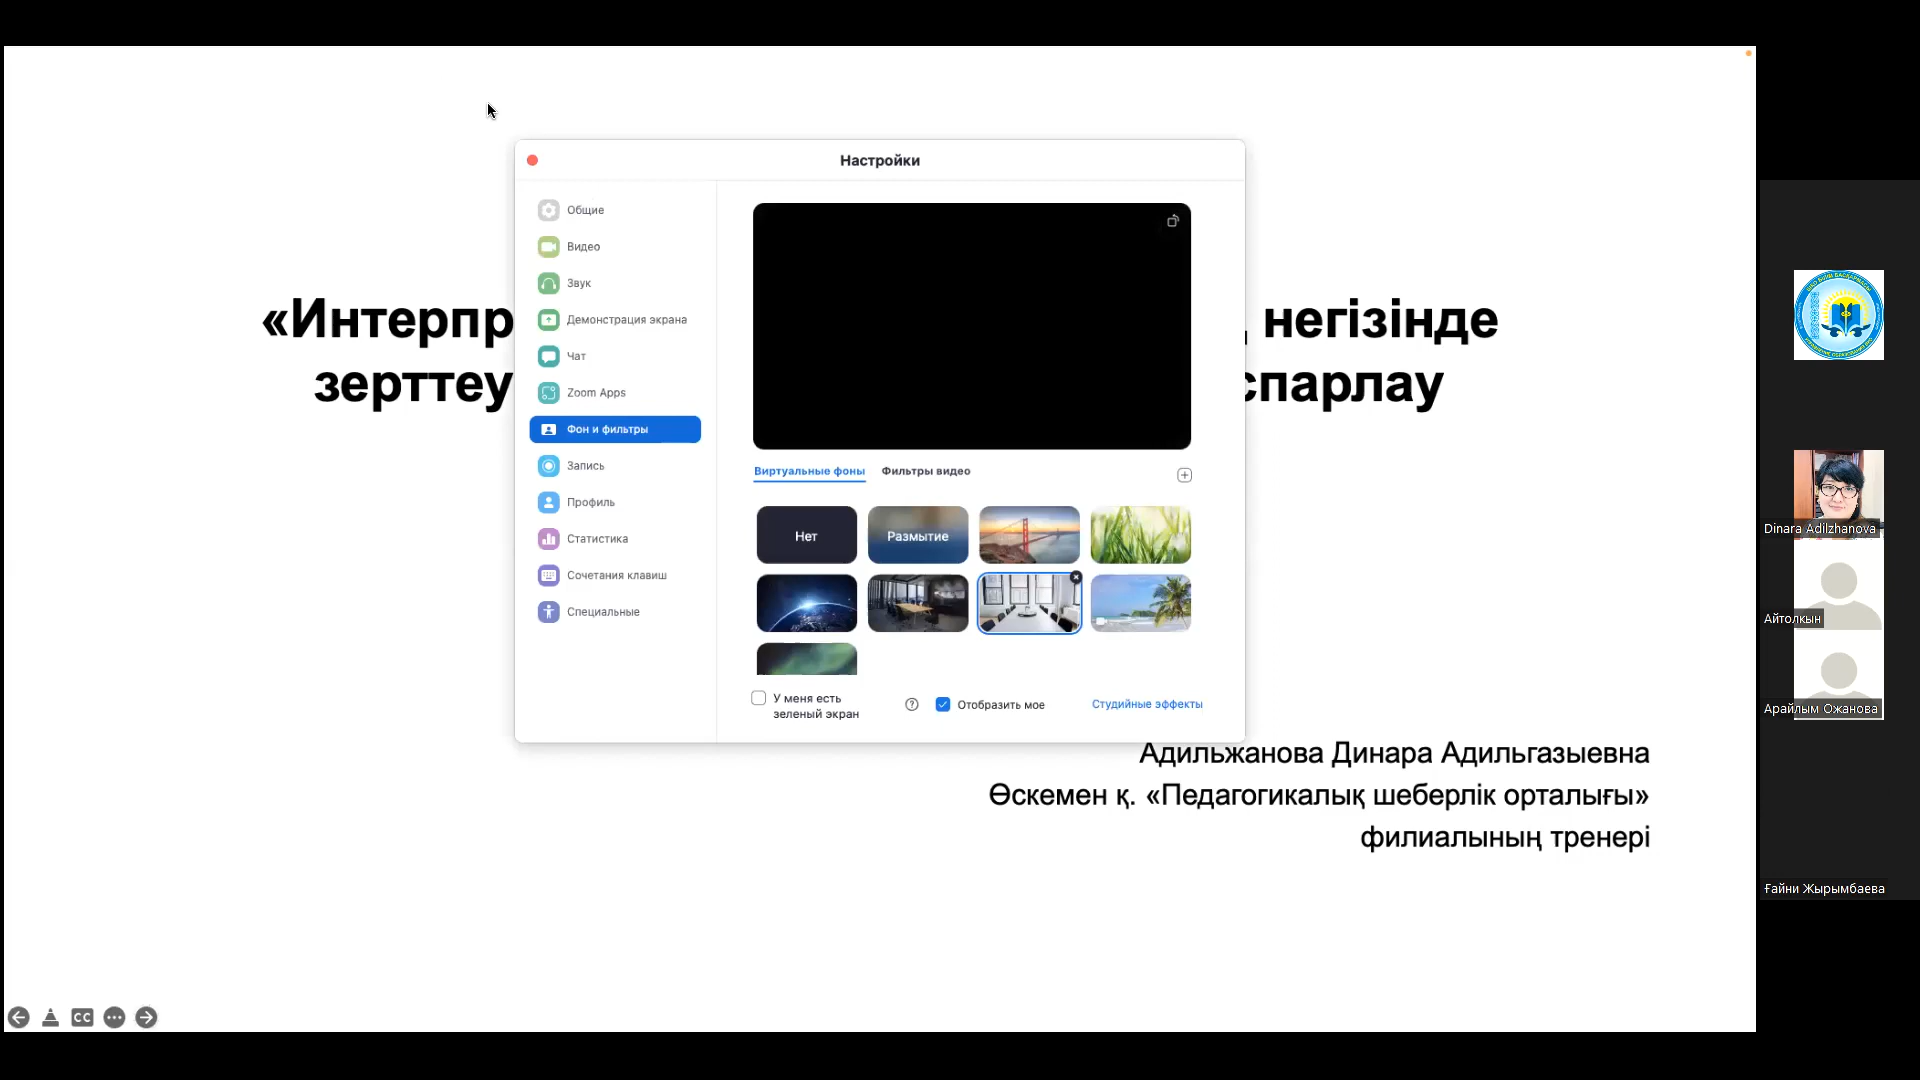 Настройки
Общие
Видео
Звук
Демонстрация экрана
Чат
Zoom Apps
Фон и фильтры
Запись
Профиль
Статистика
Сочетания клавиш
Специальные
Виртуальные фоны
Фильтры видео
Нет
Размытие
У меня есть
зеленый экран
Отобразить мое
Студийные эффекты
«Интерпр
негізінде
зерттеу
спарлау
Адильжанова Динара Адильгазыевна
Өскемен қ. «Педагогикалық шеберлік орталығы»
филиалының тренері
CC
Dinara Adilzhanova
Айтолкын
Арайлым Ожанова
Ғайни Жырымбаева